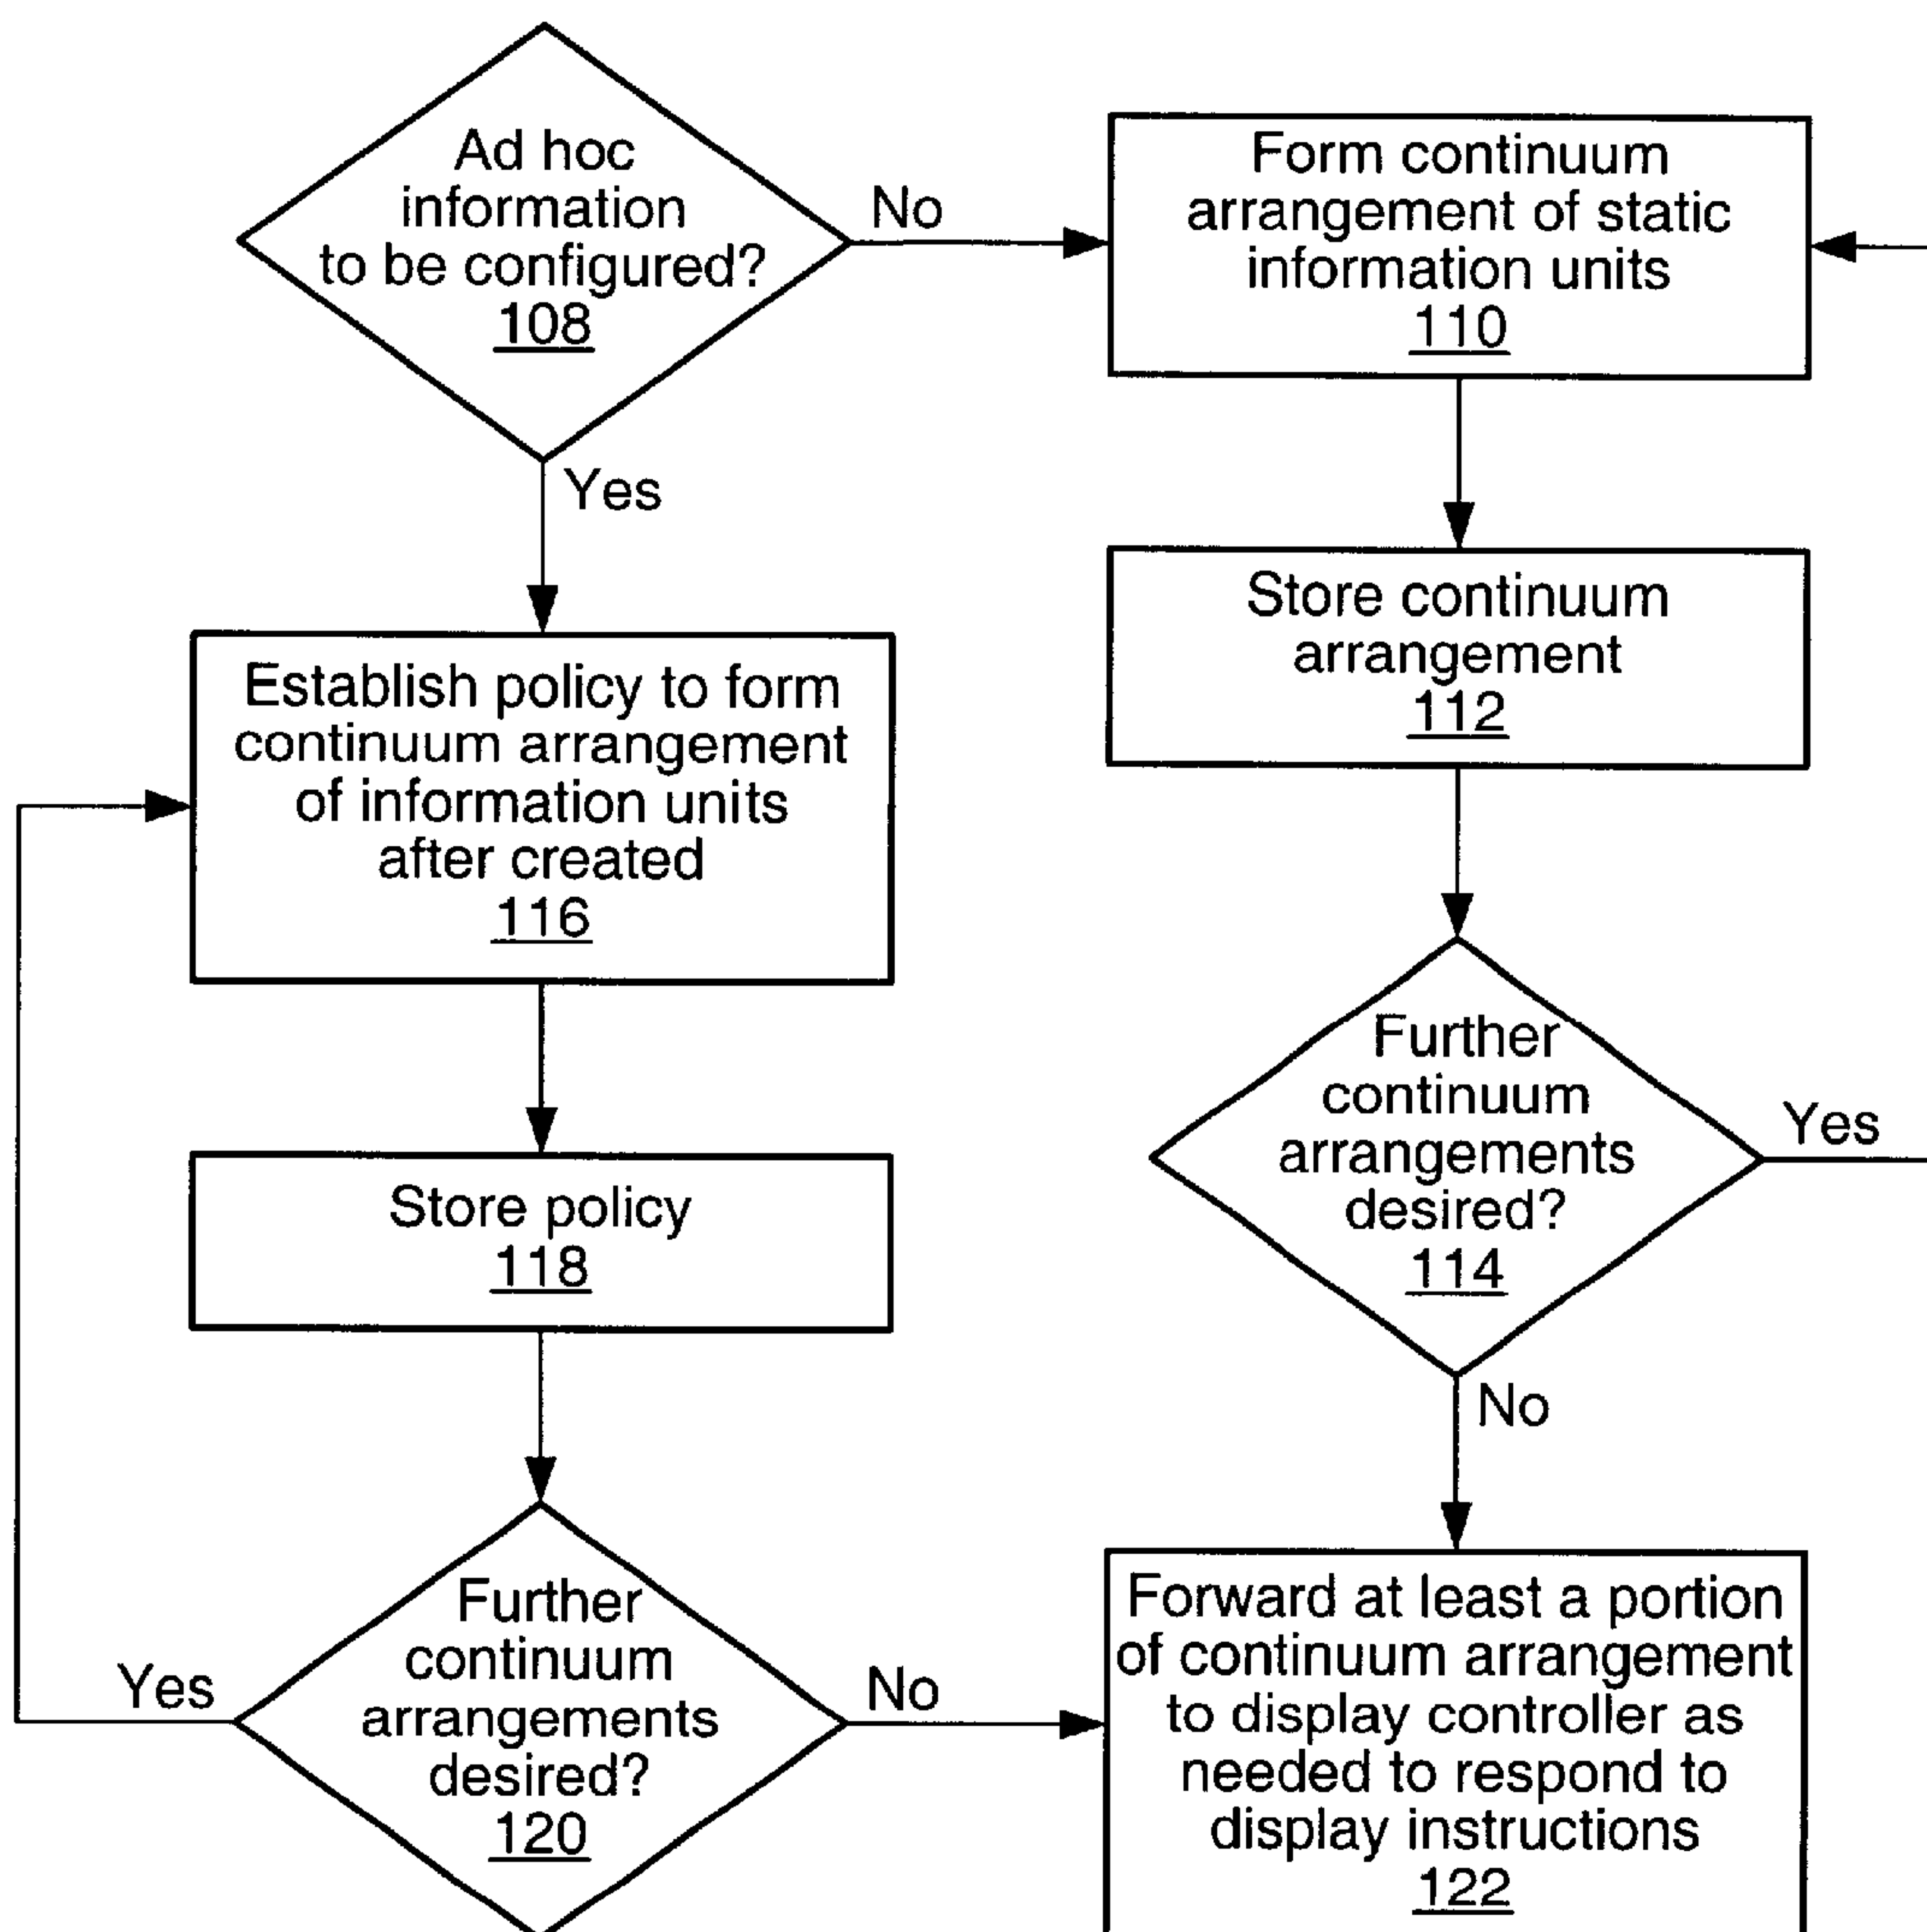 Ad hoc
information
to be configured?
108
No
Form continuum
arrangement of static
information units
110
Yes
Store continuum
arrangement
112
Establish policy to form
continuum arrangement
of information units
after created
116
Further
continuum
arrangements
desired?
114
Yes
Store policy
118
No
Further
continuum
arrangements
desired?
120
Yes
No
Forward at least a portion
of continuum arrangement
to display controller as
needed to respond to
display instructions
122